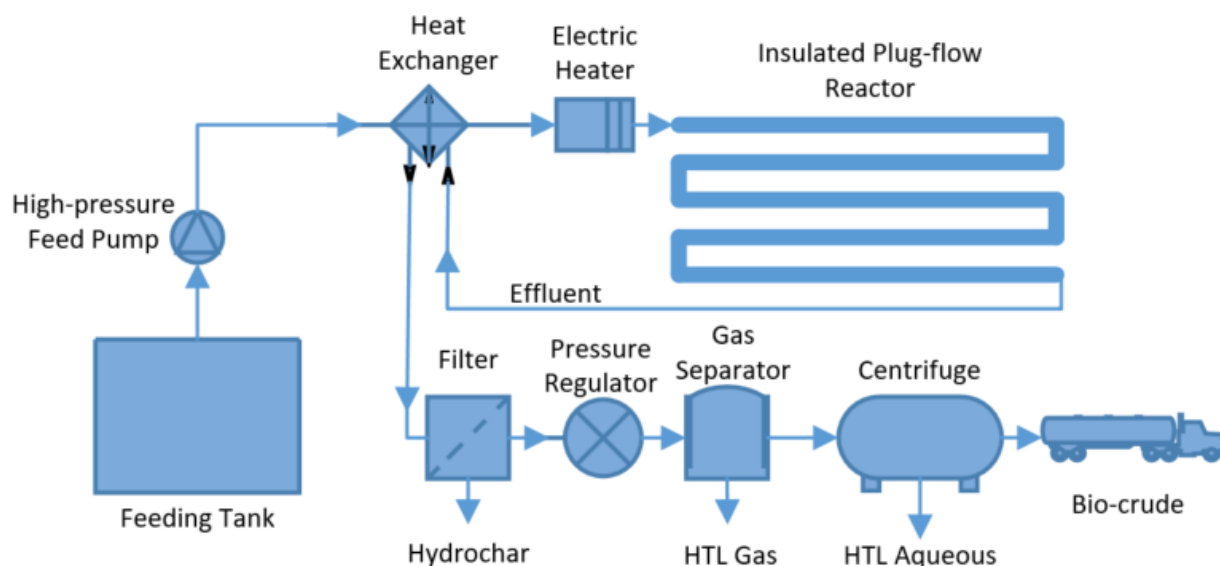 Heat
Exchanger
Electric
Heater
Insulated Plug-flow
Reactor
High-pressure
Feed Pump
Effluent
Feeding Tank
Filter
Pressure
Regulator
Gas
Separator
Centrifuge
Bio-crude
Hydrochar
HTL Gas
HTL Aqueous